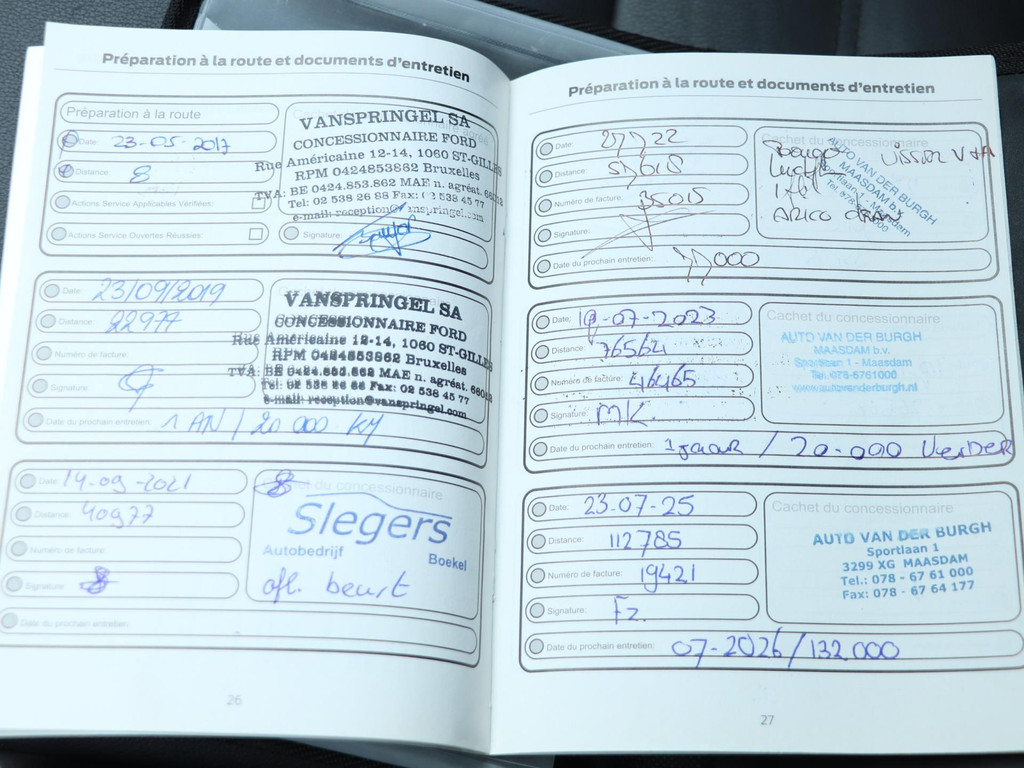 Préparation à la route et documents d'entretien
Préparation à la route
Date: 23-05-2017
Distance: 8
Actions Service Applicables Vérifiées:
Actions Service Ouvertes Réussies:
Signature:
VANSPRINGEL SA
CONCESSIONNAIRE FORD
Rue Américaine 12-14, 1060 ST-GILLES
RPM 0424853862 Bruxelles
TVA: BE 0424.853.862 MAE n. agréat.
Tel: 02 538 26 88 Fax: 02 538 45 77
e-mail: reception@vanspringel.com
Date: 23/09/2019
Distance: 22977
Numéro de facture:
Signature:
Date du prochain entretien: 1 AN / 20 000 KM
VANSPRINGEL SA
CONCESSIONNAIRE FORD
Rue Américaine 12-14, 1060 ST-GILLES
RPM 0424853862 Bruxelles
TVA: BE 0424.853.862 MAE n. agréat.
Fax: 02 538 45 77
e-mail: reception@vanspringel.com
Date: 14-09-2021
Distance: 40977
Numéro de facture:
Signature:
Date du prochain entretien:
Cachet du concessionnaire
Slegers
Autobedrijf
Boekel
afl. beurt
26
Préparation à la route et documents d'entretien
Date:
Distance:
Numéro de facture: 35015
Signature:
Date du prochain entretien:
Cachet du concessionnaire
AUTO VAN DER BURGH
MAASDAM b.v.
Date: 19-07-2023
Distance: 76564
Numéro de facture: 46465
Signature: MK.
Date du prochain entretien: 1 / 20.000
Cachet du concessionnaire
AUTO VAN DER BURGH
MAASDAM b.v.
Sportlaan 1 - Maasdam
Tel. 078-6761000
www.autovanderburgh.nl
Date: 23-07-25
Distance: 112785
Numéro de facture: 19421
Signature: Fz.
Date du prochain entretien: 07-2026/132.000
Cachet du concessionnaire
AUTO VAN DER BURGH
Sportlaan 1
3299 XG MAASDAM
Tel.: 078 - 67 61 000
Fax: 078 - 67 64 177
27